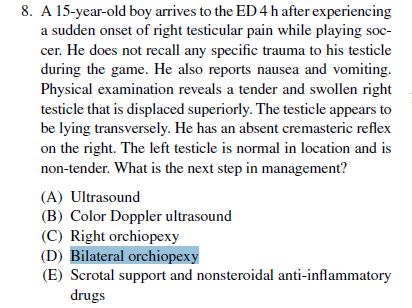 8. A 15-year-old boy arrives to the ED 4 h after experiencing
a sudden onset of right testicular pain while playing soc-
cer. He does not recall any specific trauma to his testicle
during the game. He also reports nausea and vomiting.
Physical examination reveals a tender and swollen right
testicle that is displaced superiorly. The testicle appears to
be lying transversely. He has an absent cremasteric reflex
on the right. The left testicle is normal in location and is
non-tender. What is the next step in management?
(A) Ultrasound
(B) Color Doppler ultrasound
(C) Right orchiopexy
(D) Bilateral orchiopexy
(E) Scrotal support and nonsteroidal anti-inflammatory
drugs